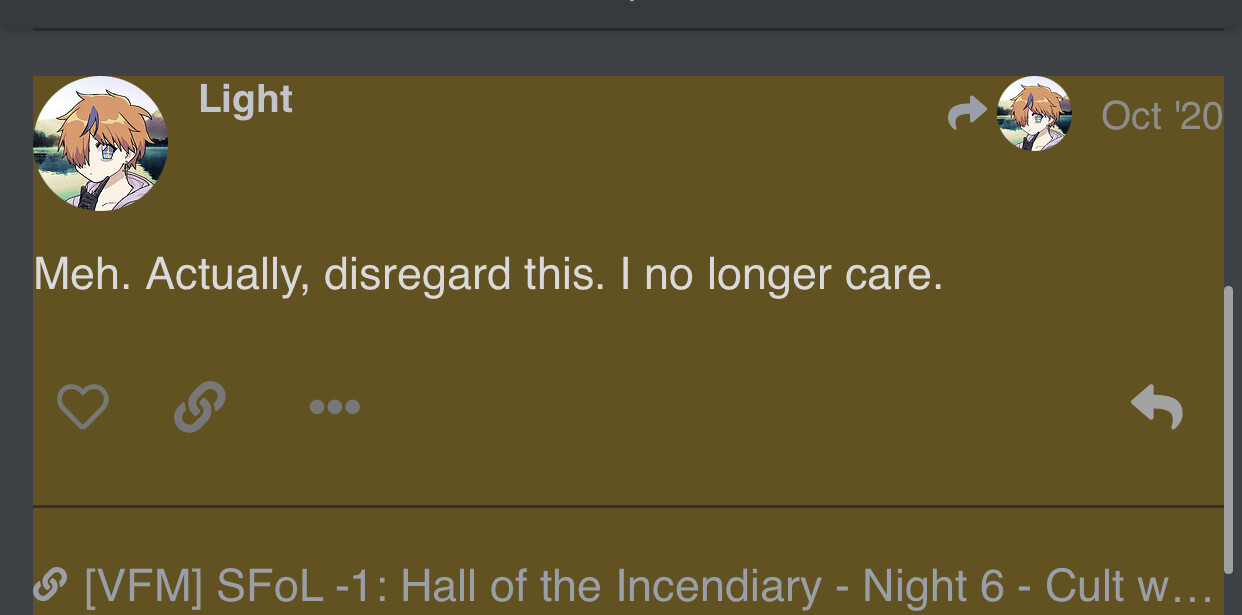 Light
Oct '20
Meh. Actually, disregard this. I no longer care.
[VFM] SFoL -1: Hall of the Incendiary - Night 6 - Cult w…